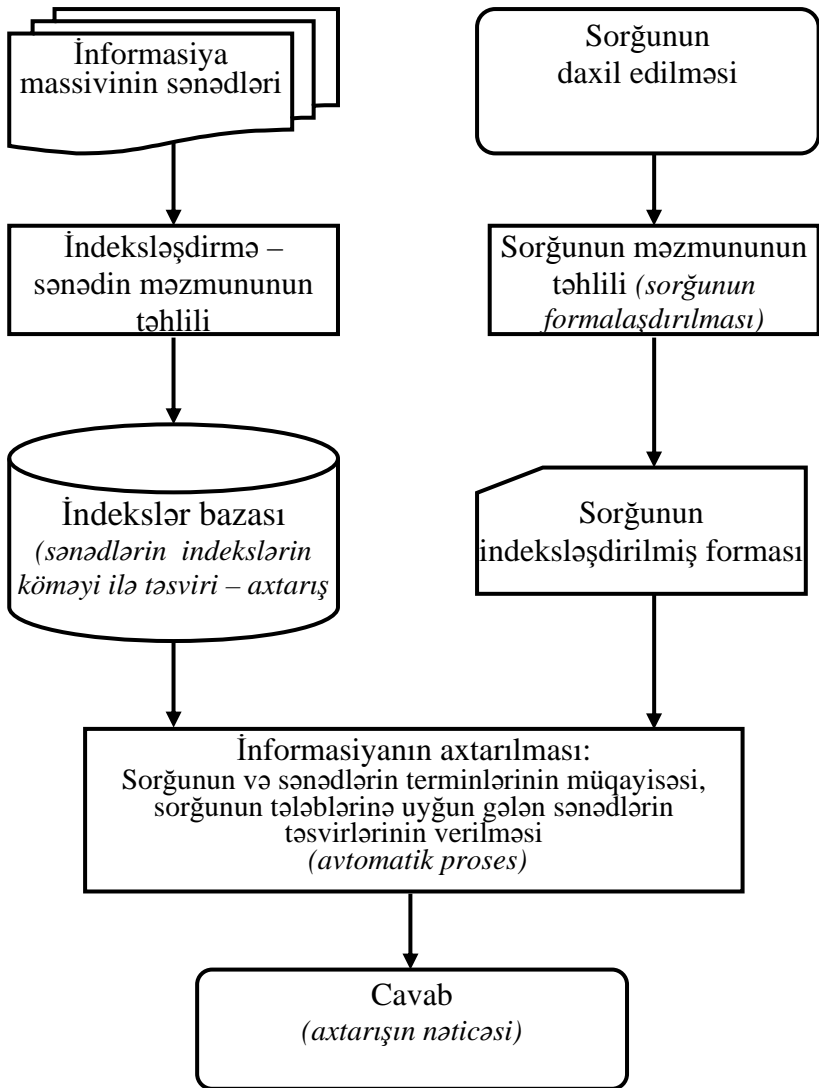 İnformasiya
massivinin sənədləri
Sorğunun
daxil edilməsi
İndeksləşdirmə –
sənədin məzmununun
təhlili
Sorğunun məzmununun
təhlili (sorğunun
formalaşdırılması)
İndekslər bazası
(sənədlərin indekslərin
köməyi ilə təsviri – axtarış
Sorğunun
indeksləşdirilmiş forması
İnformasiyanın axtarılması:
Sorğunun və sənədlərin terminlərinin müqayisəsi,
sorğunun tələblərinə uyğun gələn sənədlərin
təsvirlərinin verilməsi
(avtomatik proses)
Cavab
(axtarışın nəticəsi)